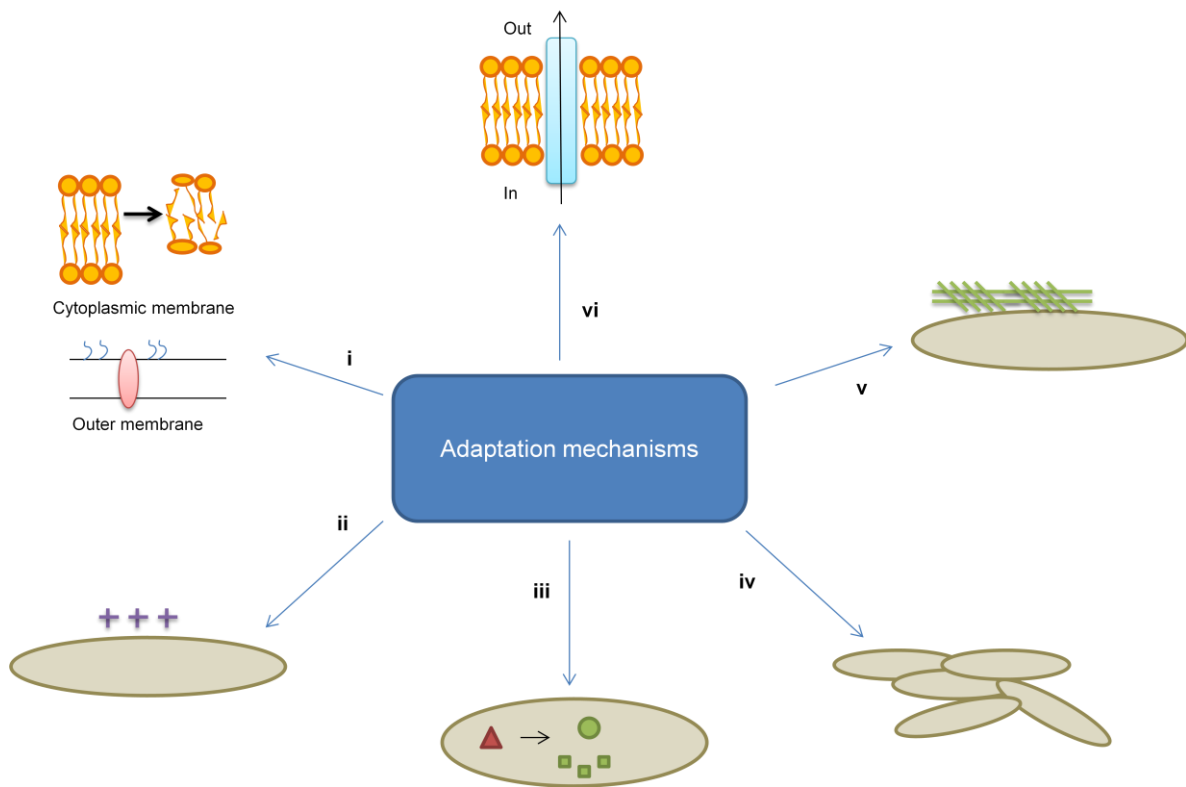 Out
In
vi
Cytoplasmic membrane
i
Outer membrane
v
Adaptation mechanisms
ii
iii
iv
+ + +